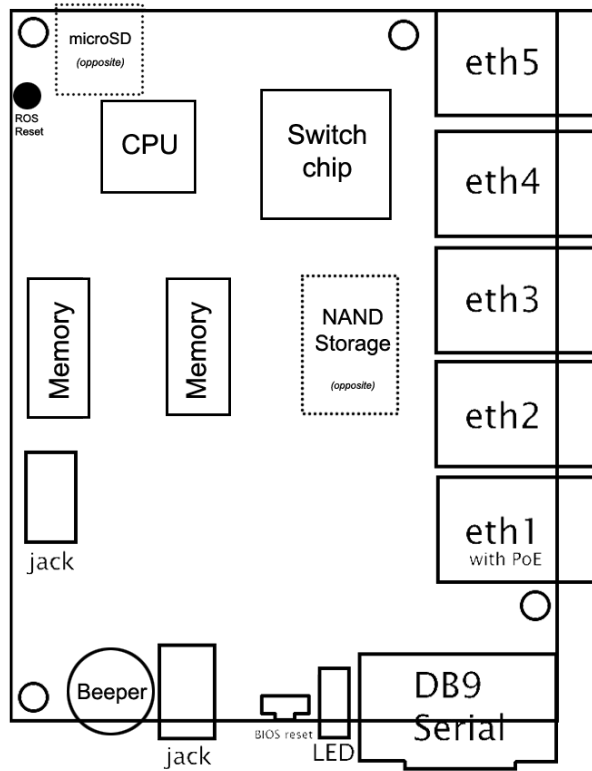 microSD
(opposite)
eth5
ROS
Reset
CPU
Switch
chip
eth4
Memory
Memory
NAND
Storage
(opposite)
eth3
eth2
jack
eth1
with PoE
Beeper
jack
BIOS reset
LED
DB9
Serial